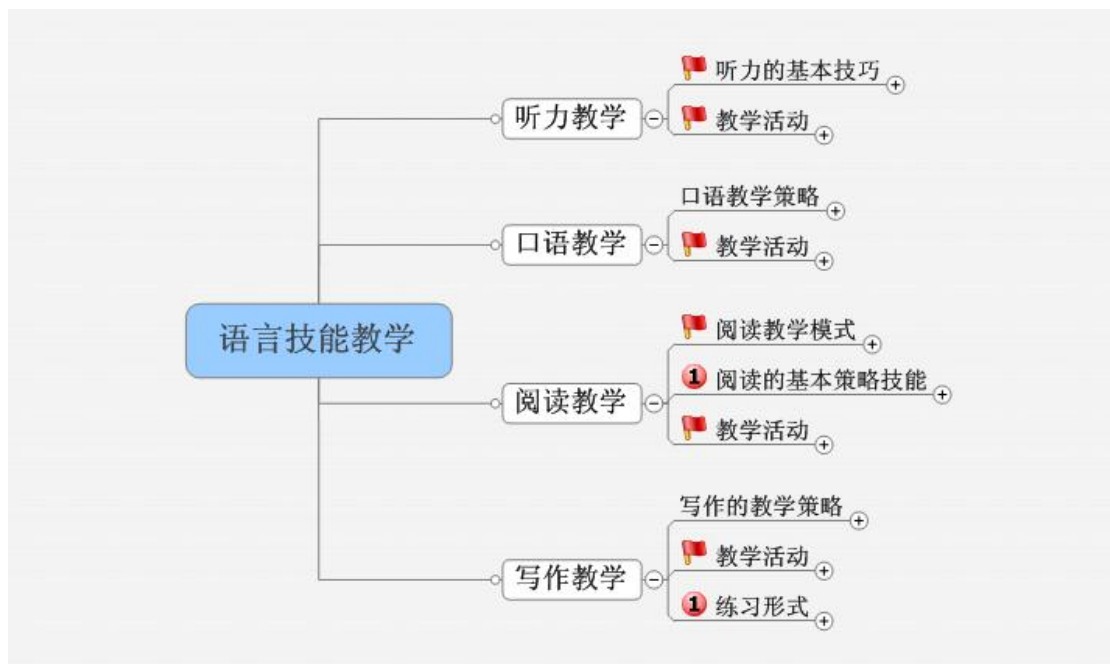 语言技能教学
听力教学
听力的基本技巧
教学活动
口语教学
口语教学策略
教学活动
阅读教学
阅读教学模式
1 阅读的基本策略技能
教学活动
写作教学
写作的教学策略
教学活动
1 练习形式